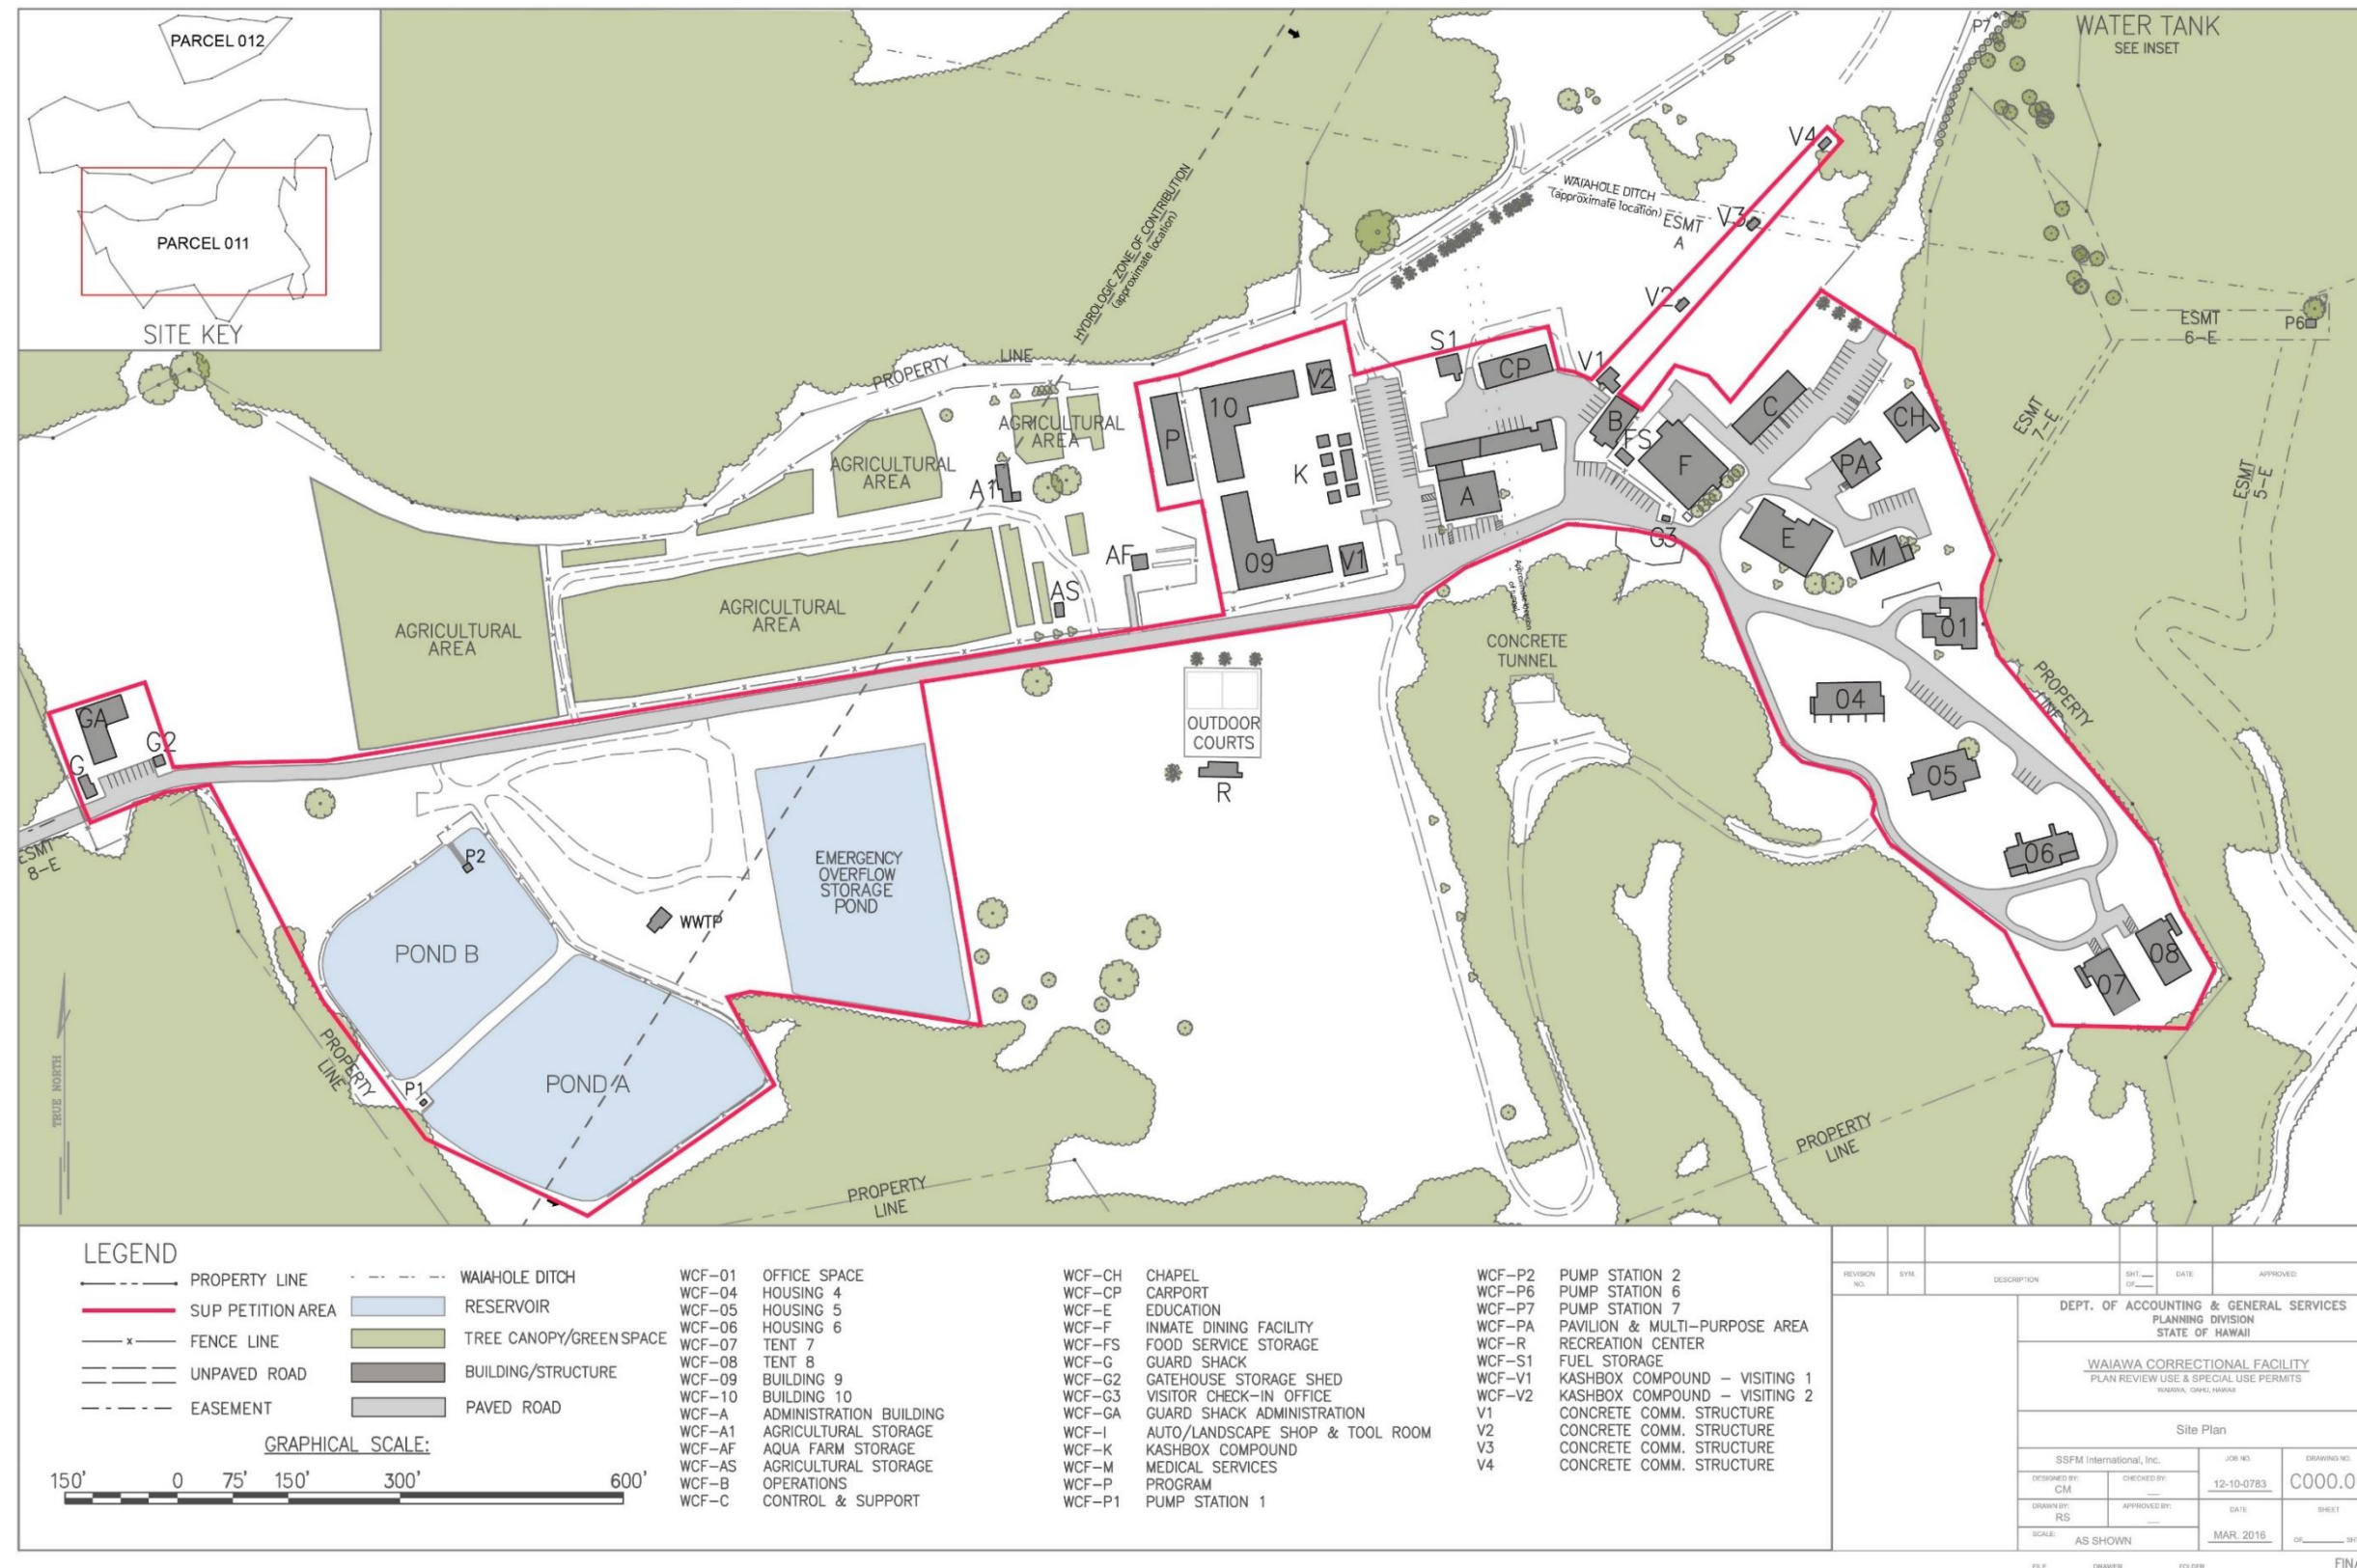 PARCEL 012
PARCEL 011
SITE KEY
WATER TANK
SEE INSET
P7
V4
WAIAHOLE DITCH
(approximate location)
ESMT
A
V3
V2
HYDROLOGIC ZONE OF CONTRIBUTION
(approximate location)
PROPERTY
LINE
ESMT
6-E
P6
S1
CP
V1
10
V2
P
K
B
FS
F
C
CH
PA
ESMT
7-E
ESMT
5-E
AGRICULTURAL
AREA
AGRICULTURAL
AREA
A1
A
G3
E
M
AF
09
V1
AS
AGRICULTURAL
AREA
AGRICULTURAL
AREA
Approximate location
of tunnel
CONCRETE
TUNNEL
01
04
PROPERTY
LINE
OUTDOOR
COURTS
R
05
06
08
07
GA
G2
G
ESMT
8-E
P2
EMERGENCY
OVERFLOW
STORAGE
POND
WWTP
POND B
POND A
P1
PROPERTY
LINE
TRUE NORTH
PROPERTY
LINE
PROPERTY
LINE
LEGEND
PROPERTY LINE
SUP PETITION AREA
FENCE LINE
UNPAVED ROAD
EASEMENT
WAIAHOLE DITCH
RESERVOIR
TREE CANOPY/GREEN SPACE
BUILDING/STRUCTURE
PAVED ROAD
GRAPHICAL SCALE:
150' 0 75' 150' 300' 600'
WCF-01 OFFICE SPACE
WCF-04 HOUSING 4
WCF-05 HOUSING 5
WCF-06 HOUSING 6
WCF-07 TENT 7
WCF-08 TENT 8
WCF-09 BUILDING 9
WCF-10 BUILDING 10
WCF-A ADMINISTRATION BUILDING
WCF-A1 AGRICULTURAL STORAGE
WCF-AF AQUA FARM STORAGE
WCF-AS AGRICULTURAL STORAGE
WCF-B OPERATIONS
WCF-C CONTROL & SUPPORT
WCF-CH CHAPEL
WCF-CP CARPORT
WCF-E EDUCATION
WCF-F INMATE DINING FACILITY
WCF-FS FOOD SERVICE STORAGE
WCF-G GUARD SHACK
WCF-G2 GATEHOUSE STORAGE SHED
WCF-G3 VISITOR CHECK-IN OFFICE
WCF-GA GUARD SHACK ADMINISTRATION
WCF-I AUTO/LANDSCAPE SHOP & TOOL ROOM
WCF-K KASHBOX COMPOUND
WCF-M MEDICAL SERVICES
WCF-P PROGRAM
WCF-P1 PUMP STATION 1
WCF-P2 PUMP STATION 2
WCF-P6 PUMP STATION 6
WCF-P7 PUMP STATION 7
WCF-PA PAVILION & MULTI-PURPOSE AREA
WCF-R RECREATION CENTER
WCF-S1 FUEL STORAGE
WCF-V1 KASHBOX COMPOUND - VISITING 1
WCF-V2 KASHBOX COMPOUND - VISITING 2
V1 CONCRETE COMM. STRUCTURE
V2 CONCRETE COMM. STRUCTURE
V3 CONCRETE COMM. STRUCTURE
V4 CONCRETE COMM. STRUCTURE
REVISION NO.
SYM.
DESCRIPTION
SHT.___ OF___
DATE
APPROVED:
DEPT. OF ACCOUNTING & GENERAL SERVICES
PLANNING DIVISION
STATE OF HAWAII
WAIAWA CORRECTIONAL FACILITY
PLAN REVIEW USE & SPECIAL USE PERMITS
WAIAWA, OAHU, HAWAII
Site Plan
SSFM International, Inc.
JOB NO.
12-10-0783
DRAWING NO.
C000.0
DESIGNED BY:
CM
CHECKED BY:
DRAWN BY:
RS
APPROVED BY:
DATE
MAR. 2016
SHEET
OF
SCALE:
AS SHOWN
FILE DRAWER FOLDER